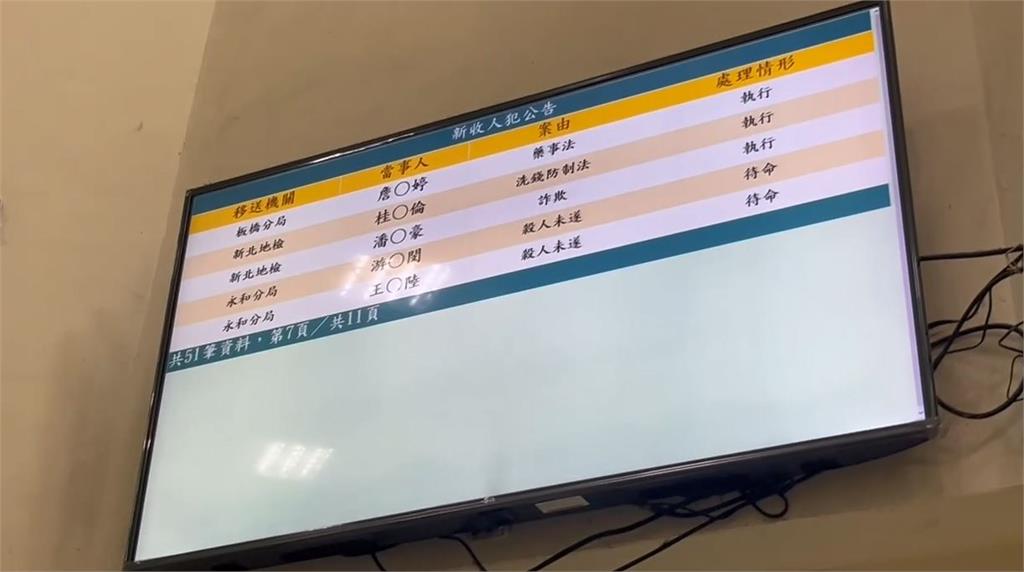 新收人犯公告
移送機關 當事人 案由 處理情形
板橋分局 詹○婷 藥事法 執行
新北地檢 桂○倫 洗錢防制法 執行
新北地檢 潘○豪 詐欺 執行
永和分局 游○閔 殺人未遂 待命
永和分局 王○陸 殺人未遂 待命
共51筆資料，第7頁／共11頁